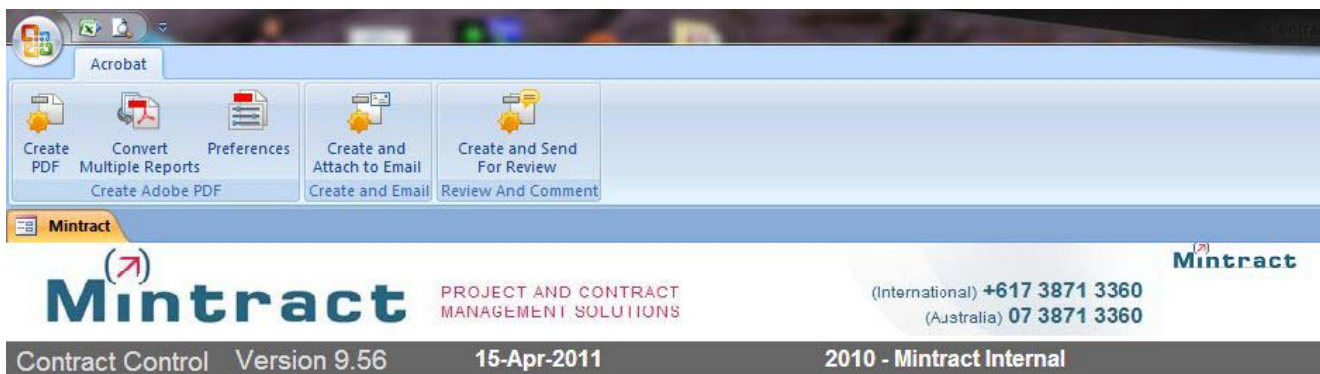 Acrobat
Create PDF
Convert Multiple Reports
Preferences
Create and Attach to Email
Create and Send For Review
Create Adobe PDF
Create and Email
Review And Comment
Mintract
Mintract
PROJECT AND CONTRACT
MANAGEMENT SOLUTIONS
(International) +617 3871 3360
(Australia) 07 3871 3360
Mintract
Contract Control Version 9.56 15-Apr-2011 2010 - Mintract Internal